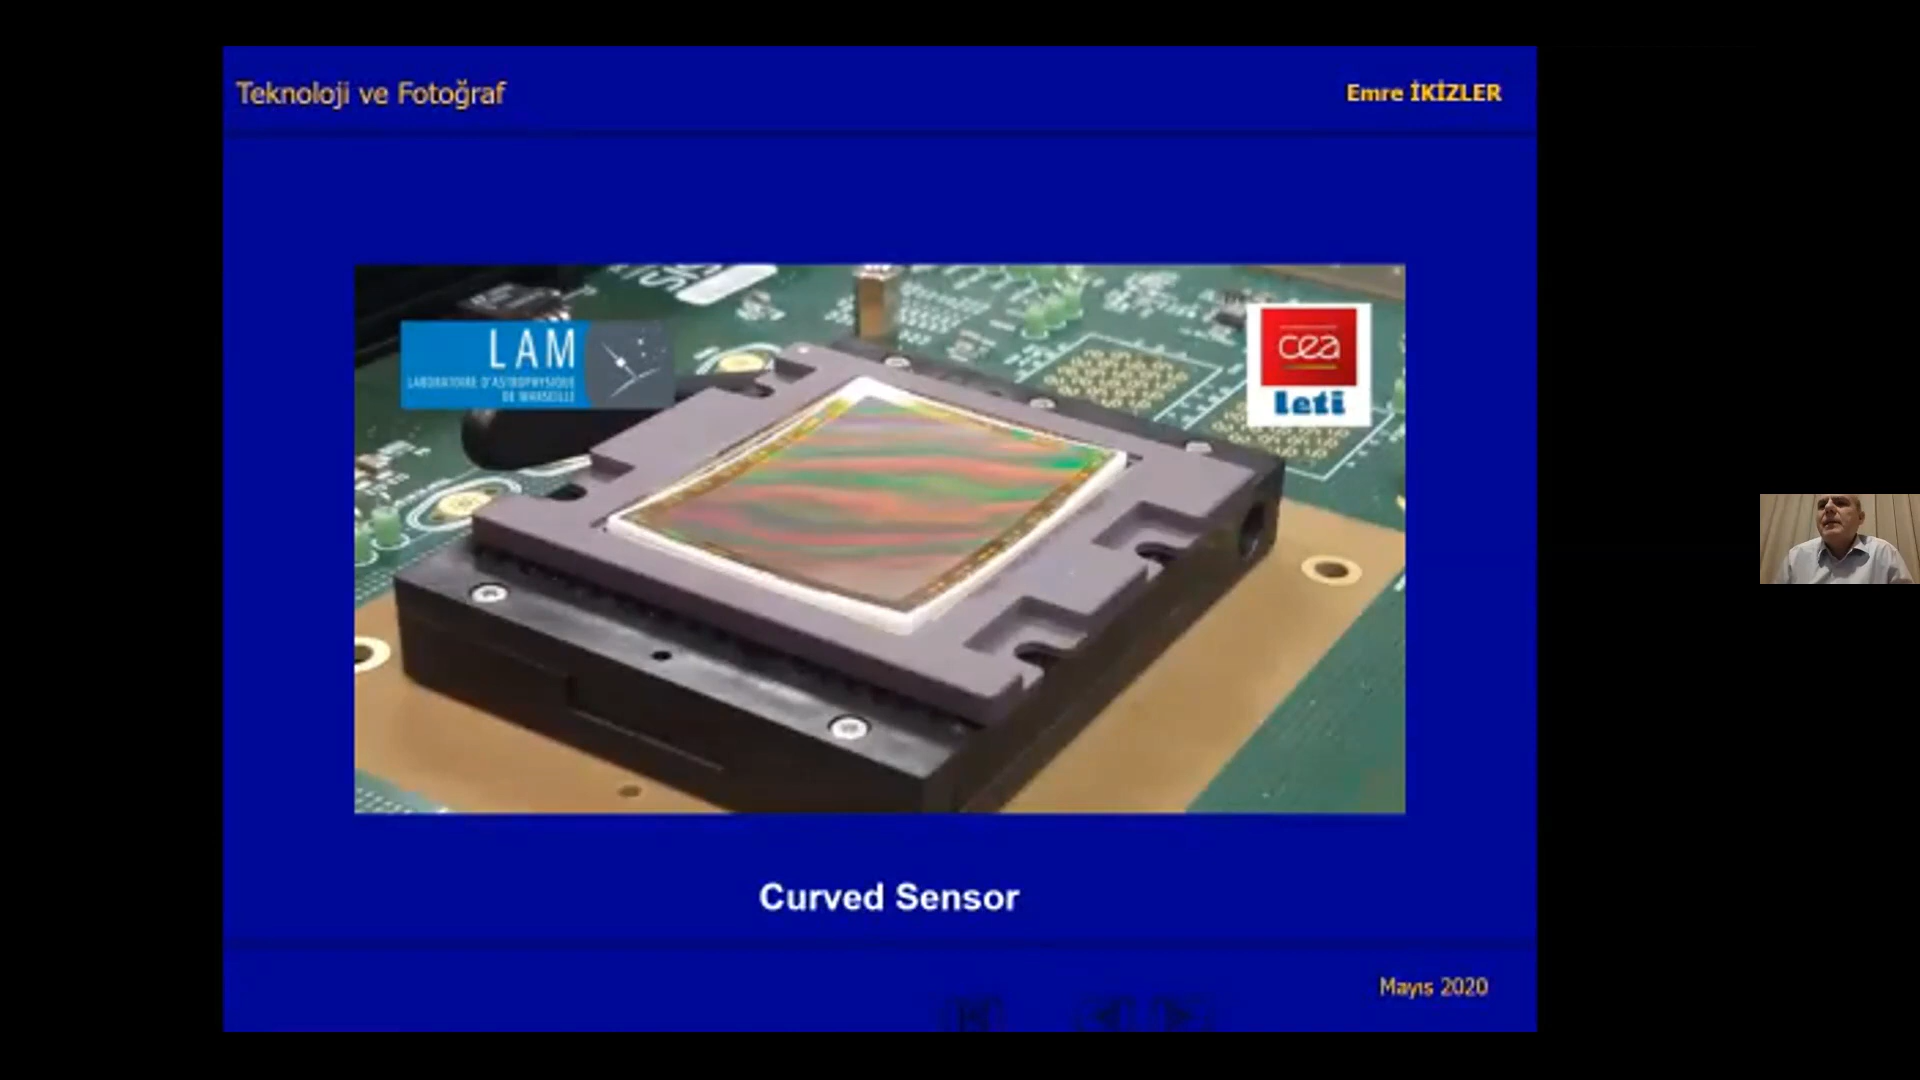 Teknoloji ve Fotoğraf
Emre İKİZLER
LAM
LABORATOIRE D'ASTROPHYSIQUE
DE MARSEILLE
cea
leti
Curved Sensor
Mayıs 2020